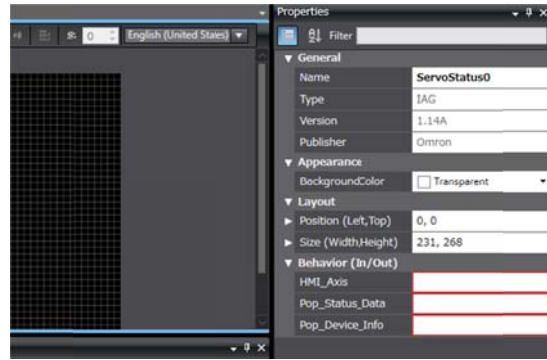 Properties
0 English (United States)
Filter
General
Name ServoStatus0
Type IAG
Version 1.14A
Publisher Omron
Appearance
BackgroundColor Transparent
Layout
Position (Left,Top) 0, 0
Size (Width,Height) 231, 268
Behavior (In/Out)
HMI_Axis
Pop_Status_Data
Pop_Device_Info